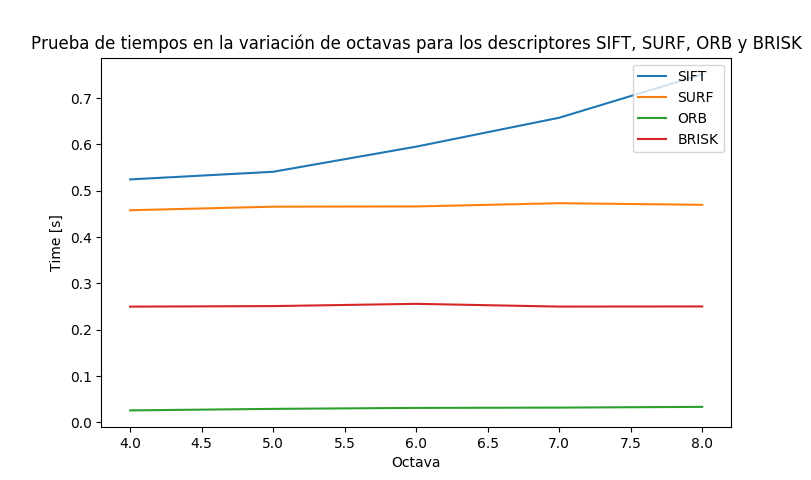 Prueba de tiempos en la variación de octavas para los descriptores SIFT, SURF, ORB y BRISK
SIFT
SURF
ORB
BRISK
Time [s]
0.7
0.6
0.5
0.4
0.3
0.2
0.1
0.0
4.0 4.5 5.0 5.5 6.0 6.5 7.0 7.5 8.0
Octava